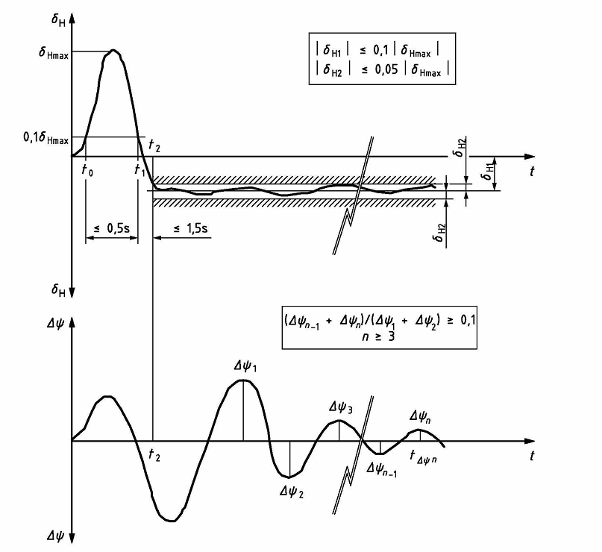 δH
δHmax
| δH1 | ≤ 0,1 | δHmax |
| δH2 | ≤ 0,05 | δHmax |
0,1δHmax
t2
δH2
δH1
t0
t1
t
≤ 0,5s
≤ 1,5s
δH2
δH
Δψ
(Δψn-1 + Δψn)/(Δψ1 + Δψ2) ≥ 0,1
n ≥ 3
Δψ1
Δψ3
Δψn
t2
Δψ2
Δψn-1
tΔψn
t
Δψ